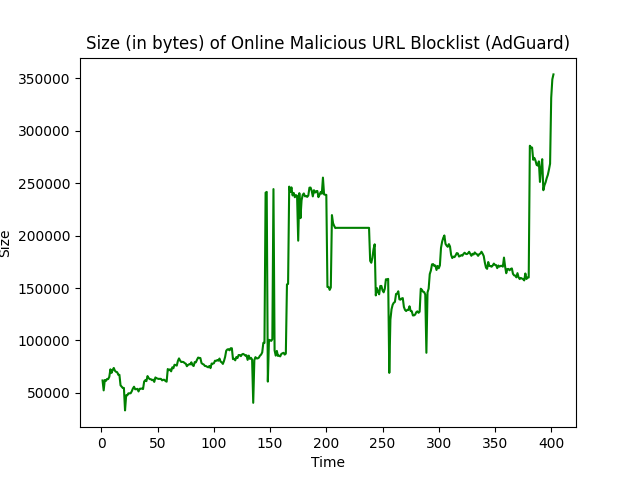 Size (in bytes) of Online Malicious URL Blocklist (AdGuard)
350000
300000
250000
200000
150000
100000
50000
Size
0 50 100 150 200 250 300 350 400
Time